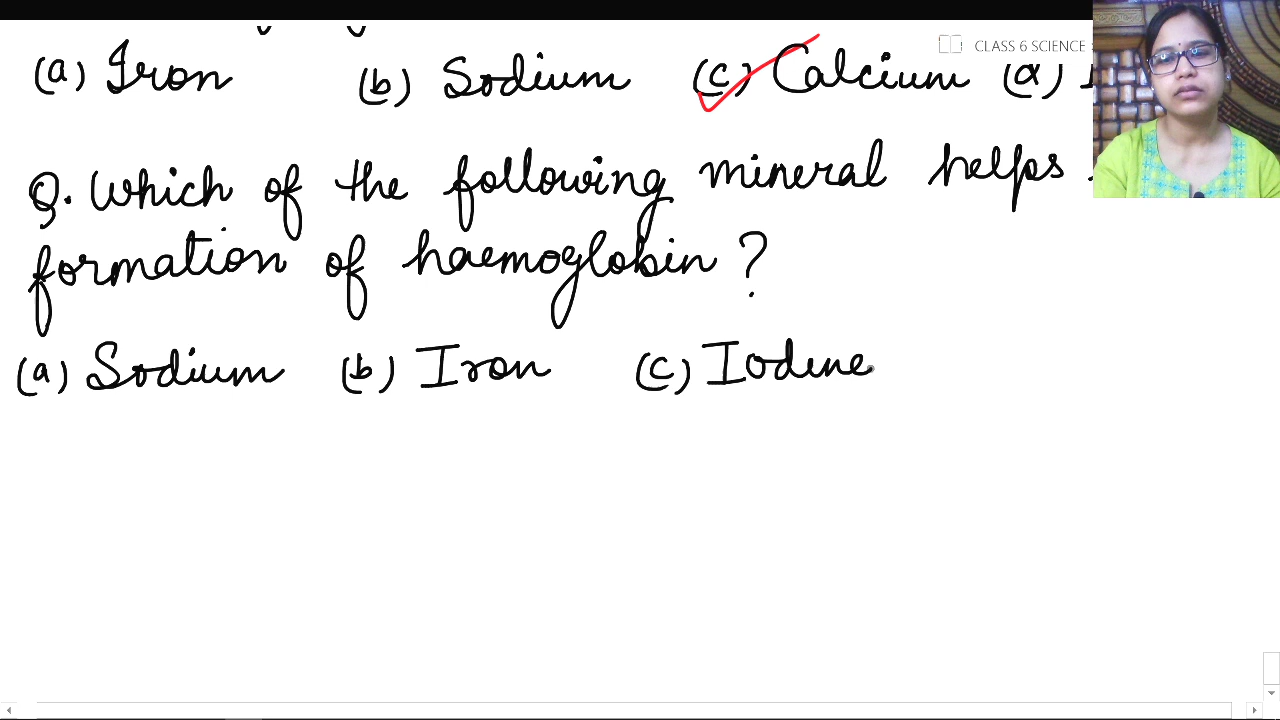 CLASS 6 SCIENCE
(a) Iron (b) Sodium (c) Calcium (d)
Q. Which of the following mineral helps
formation of haemoglobin ?
(a) Sodium (b) Iron (c) Iodine